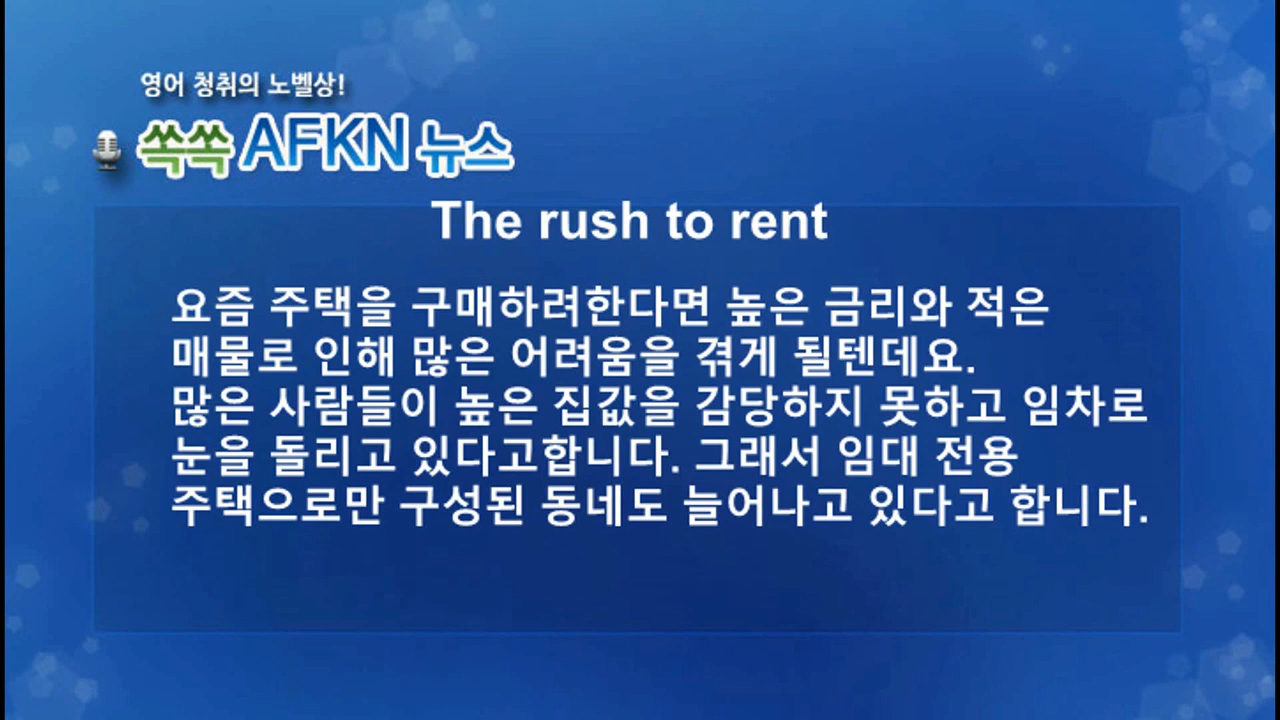 영어 청취의 노벨상!
쏙쏙 AFKN 뉴스
The rush to rent
요즘 주택을 구매하려한다면 높은 금리와 적은
매물로 인해 많은 어려움을 겪게 될텐데요.
많은 사람들이 높은 집값을 감당하지 못하고 임차로
눈을 돌리고 있다고합니다. 그래서 임대 전용
주택으로만 구성된 동네도 늘어나고 있다고 합니다.